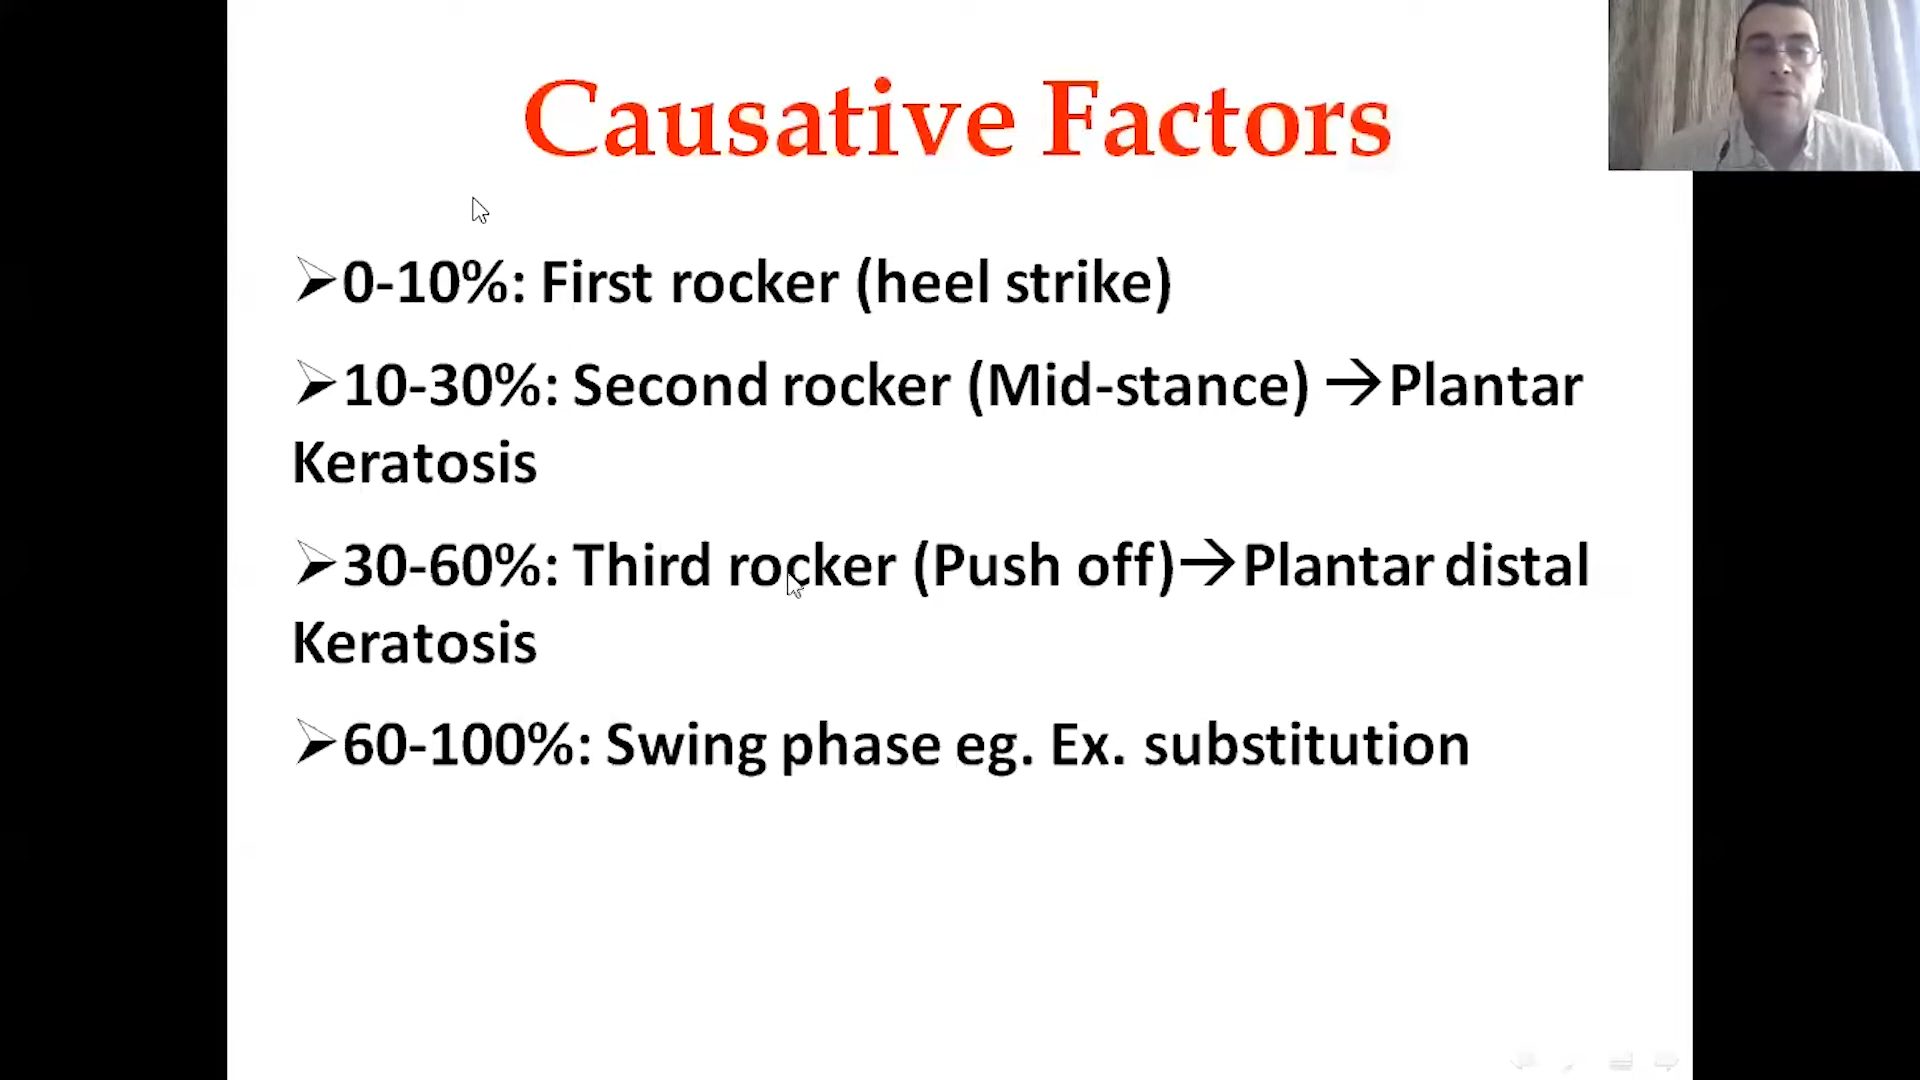 Causative Factors
➢0-10%: First rocker (heel strike)
➢10-30%: Second rocker (Mid-stance) →Plantar
Keratosis
➢30-60%: Third rocker (Push off)→Plantar distal
Keratosis
➢60-100%: Swing phase eg. Ex. substitution